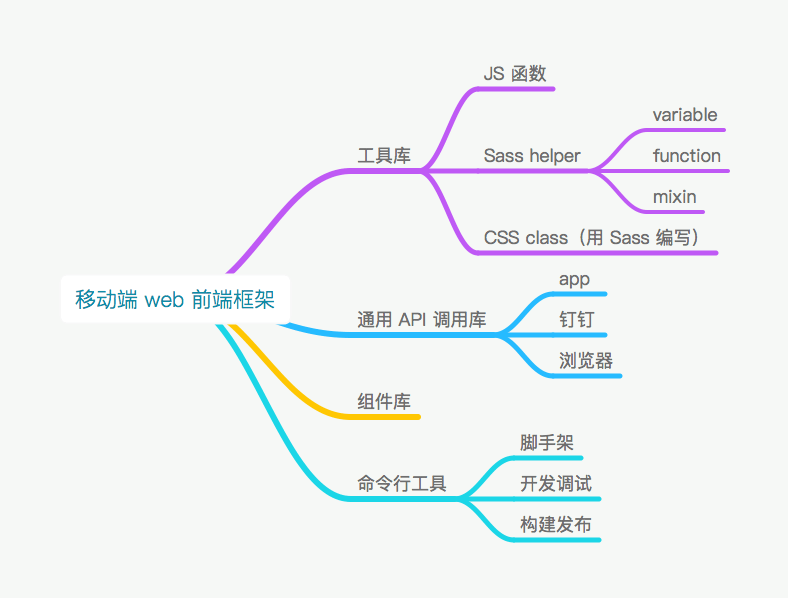 移动端 web 前端框架
工具库
JS 函数
Sass helper
variable
function
mixin
CSS class（用 Sass 编写）
通用 API 调用库
app
钉钉
浏览器
组件库
命令行工具
脚手架
开发调试
构建发布